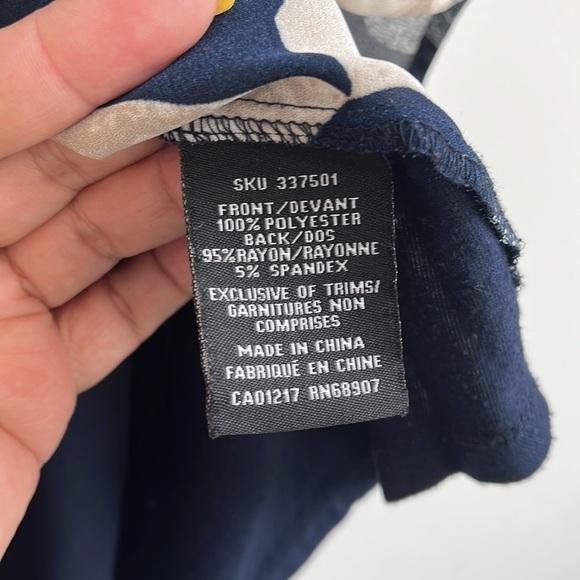 SKU 337501
FRONT/DEVANT
100% POLYESTER
BACK/DOS
95%RAYON/RAYONNE
5% SPANDEX
EXCLUSIVE OF TRIMS/
GARNITURES NON
COMPRISES
MADE IN CHINA
FABRIQUÉ EN CHINE
CA01217 RN68907